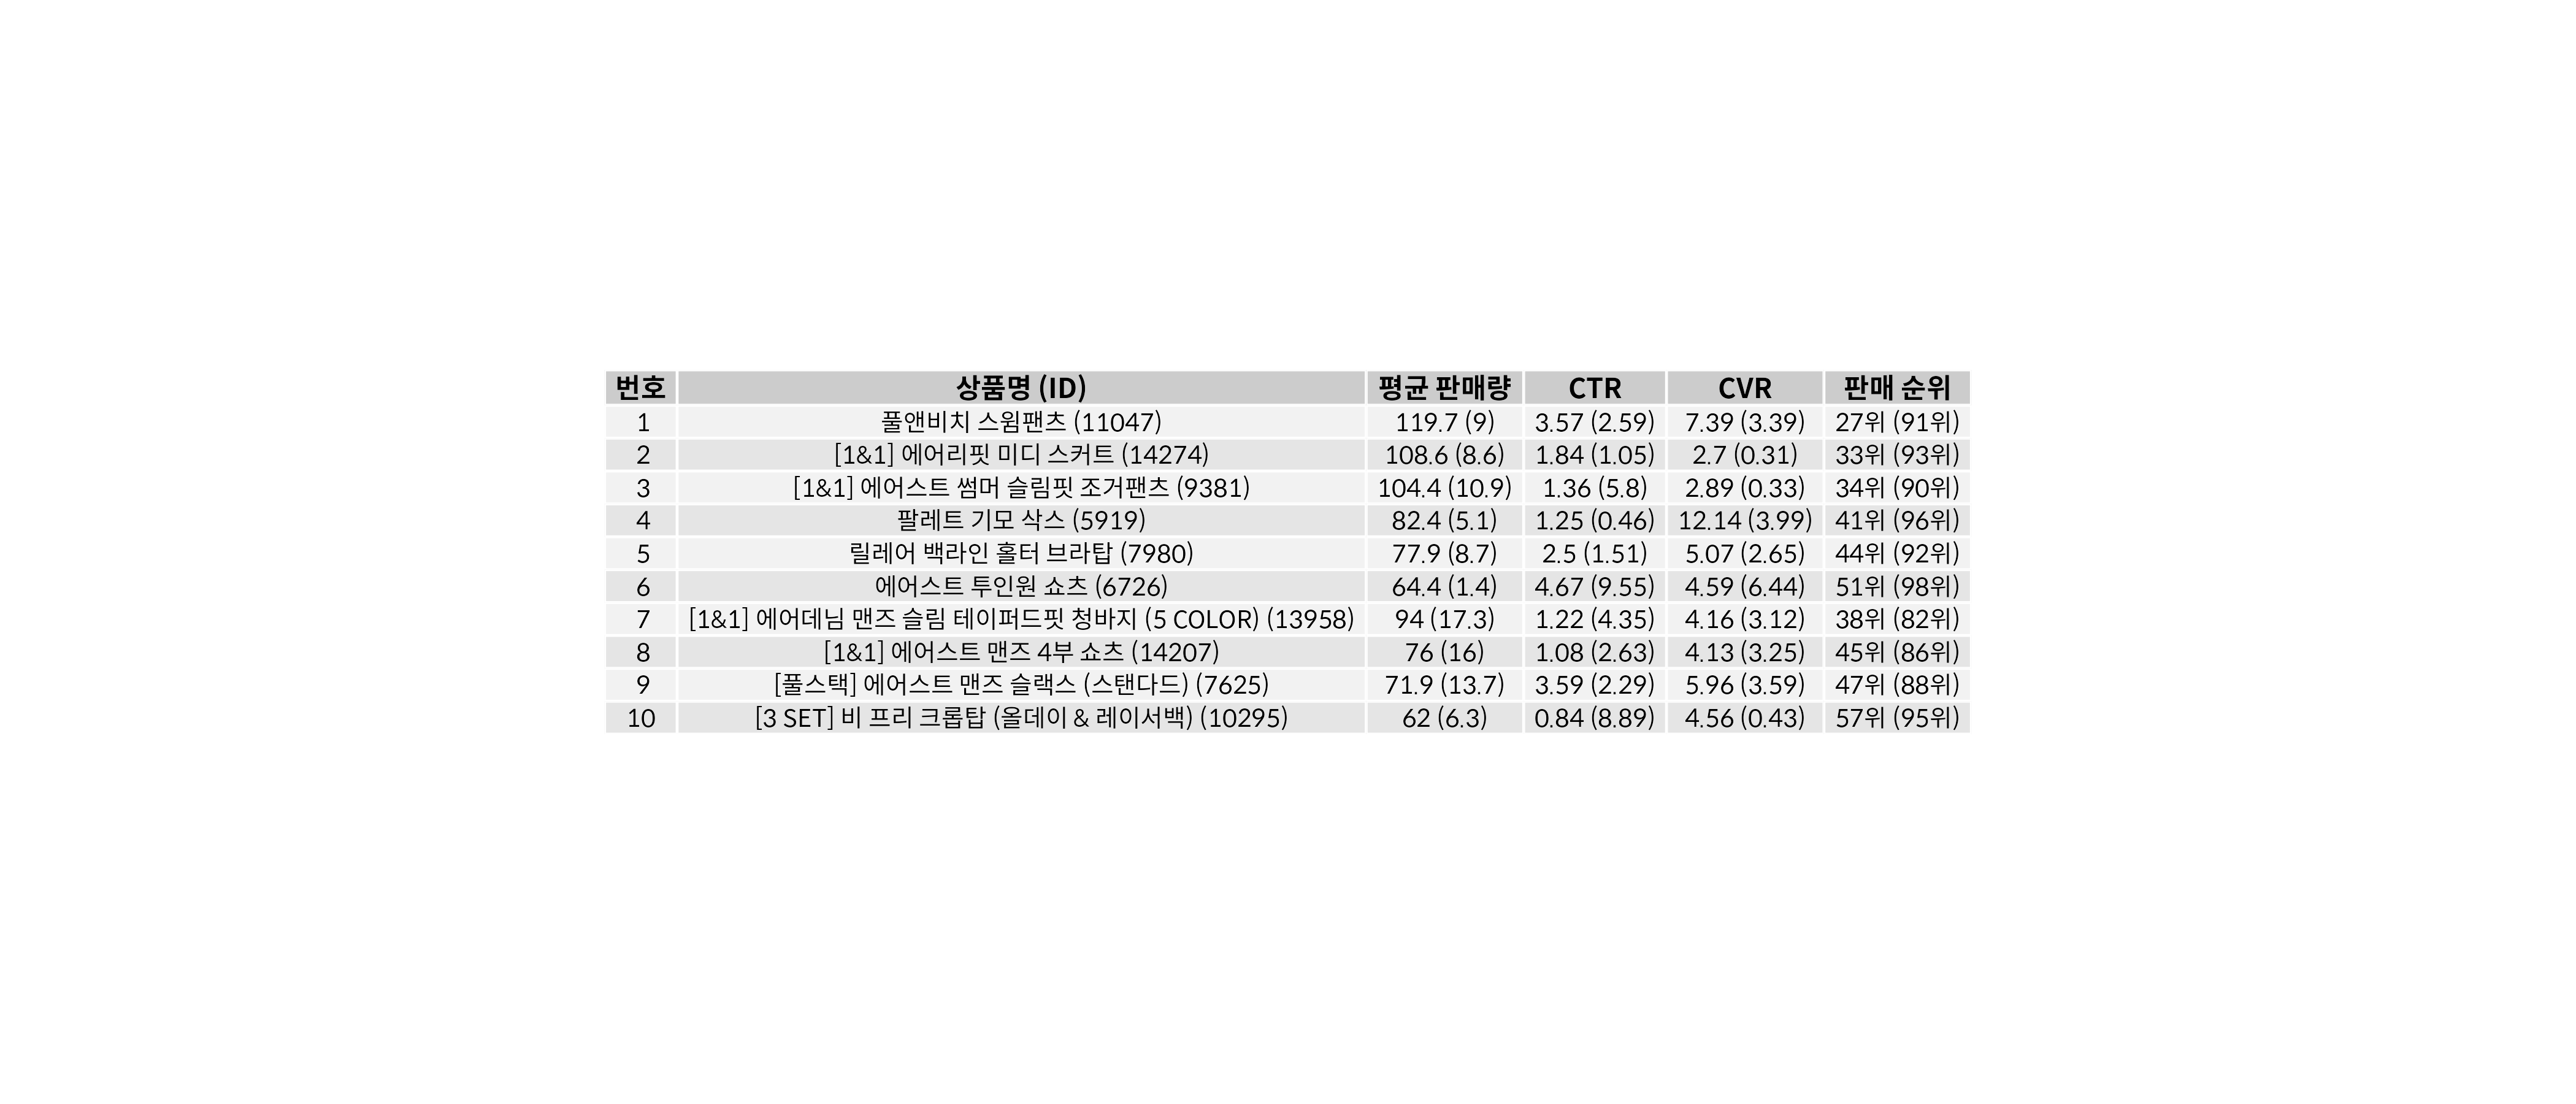 번호 상품명 (ID) 평균 판매량 CTR CVR 판매 순위
1 풀앤비치 스윔팬츠 (11047) 119.7 (9) 3.57 (2.59) 7.39 (3.39) 27위 (91위)
2 [1&1] 에어리핏 미디 스커트 (14274) 108.6 (8.6) 1.84 (1.05) 2.7 (0.31) 33위 (93위)
3 [1&1] 에어스트 썸머 슬림핏 조거팬츠 (9381) 104.4 (10.9) 1.36 (5.8) 2.89 (0.33) 34위 (90위)
4 팔레트 기모 삭스 (5919) 82.4 (5.1) 1.25 (0.46) 12.14 (3.99) 41위 (96위)
5 릴레어 백라인 홀터 브라탑 (7980) 77.9 (8.7) 2.5 (1.51) 5.07 (2.65) 44위 (92위)
6 에어스트 투인원 쇼츠 (6726) 64.4 (1.4) 4.67 (9.55) 4.59 (6.44) 51위 (98위)
7 [1&1] 에어데님 맨즈 슬림 테이퍼드핏 청바지 (5 COLOR) (13958) 94 (17.3) 1.22 (4.35) 4.16 (3.12) 38위 (82위)
8 [1&1] 에어스트 맨즈 4부 쇼츠 (14207) 76 (16) 1.08 (2.63) 4.13 (3.25) 45위 (86위)
9 [풀스택] 에어스트 맨즈 슬랙스 (스탠다드) (7625) 71.9 (13.7) 3.59 (2.29) 5.96 (3.59) 47위 (88위)
10 [3 SET] 비 프리 크롭탑 (올데이 & 레이서백) (10295) 62 (6.3) 0.84 (8.89) 4.56 (0.43) 57위 (95위)